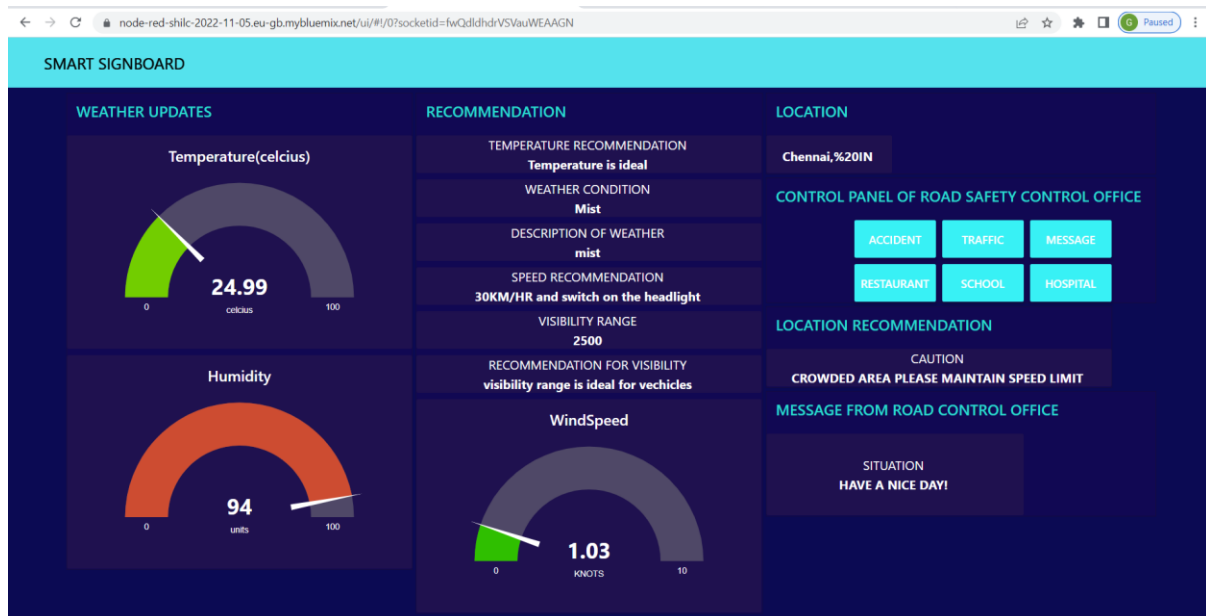 node-red-shilc-2022-11-05.eu-gb.mybluemix.net/ui/#!/0?socketid=fwQdldhdrVSVauWEAAGN
G
Paused
SMART SIGNBOARD
WEATHER UPDATES
Temperature(celcius)
24.99
celcius
0
100
Humidity
94
units
0
100
RECOMMENDATION
TEMPERATURE RECOMMENDATION
Temperature is ideal
WEATHER CONDITION
Mist
DESCRIPTION OF WEATHER
mist
SPEED RECOMMENDATION
30KM/HR and switch on the headlight
VISIBILITY RANGE
2500
RECOMMENDATION FOR VISIBILITY
visibility range is ideal for vechicles
WindSpeed
1.03
KNOTS
0
10
LOCATION
Chennai,%20IN
CONTROL PANEL OF ROAD SAFETY CONTROL OFFICE
ACCIDENT TRAFFIC MESSAGE
RESTAURANT SCHOOL HOSPITAL
LOCATION RECOMMENDATION
CAUTION
CROWDED AREA PLEASE MAINTAIN SPEED LIMIT
MESSAGE FROM ROAD CONTROL OFFICE
SITUATION
HAVE A NICE DAY!